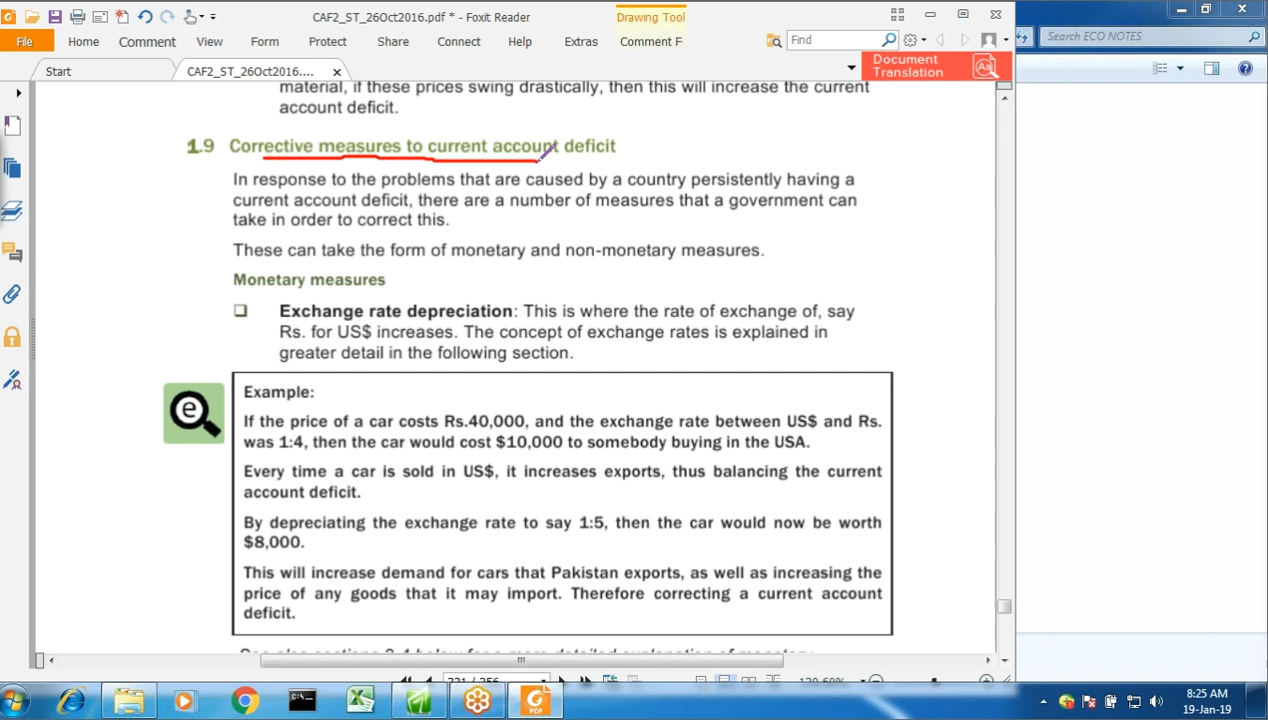 CAF2_ST_26Oct2016.pdf * - Foxit Reader
Drawing Tool
File Home Comment View Form Protect Share Connect Help Extras Comment F
Find
Search ECO NOTES
Start
CAF2_ST_26Oct2016....
Document
Translation
material, if these prices swing drastically, then this will increase the current
account deficit.
1.9 Corrective measures to current account deficit
In response to the problems that are caused by a country persistently having a
current account deficit, there are a number of measures that a government can
take in order to correct this.
These can take the form of monetary and non-monetary measures.
Monetary measures
Exchange rate depreciation: This is where the rate of exchange of, say
Rs. for US$ increases. The concept of exchange rates is explained in
greater detail in the following section.
Example:
If the price of a car costs Rs.40,000, and the exchange rate between US$ and Rs.
was 1:4, then the car would cost $10,000 to somebody buying in the USA.
Every time a car is sold in US$, it increases exports, thus balancing the current
account deficit.
By depreciating the exchange rate to say 1:5, then the car would now be worth
$8,000.
This will increase demand for cars that Pakistan exports, as well as increasing the
price of any goods that it may import. Therefore correcting a current account
deficit.
8:25 AM
19-Jan-19